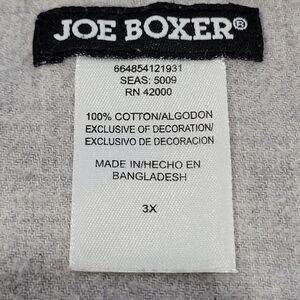 JOE BOXER®
664854121931
SEAS: 5009
RN 42000
100% COTTON/ALGODON
EXCLUSIVE OF DECORATION/
EXCLUSIVO DE DECORACION
MADE IN/HECHO EN
BANGLADESH
3X